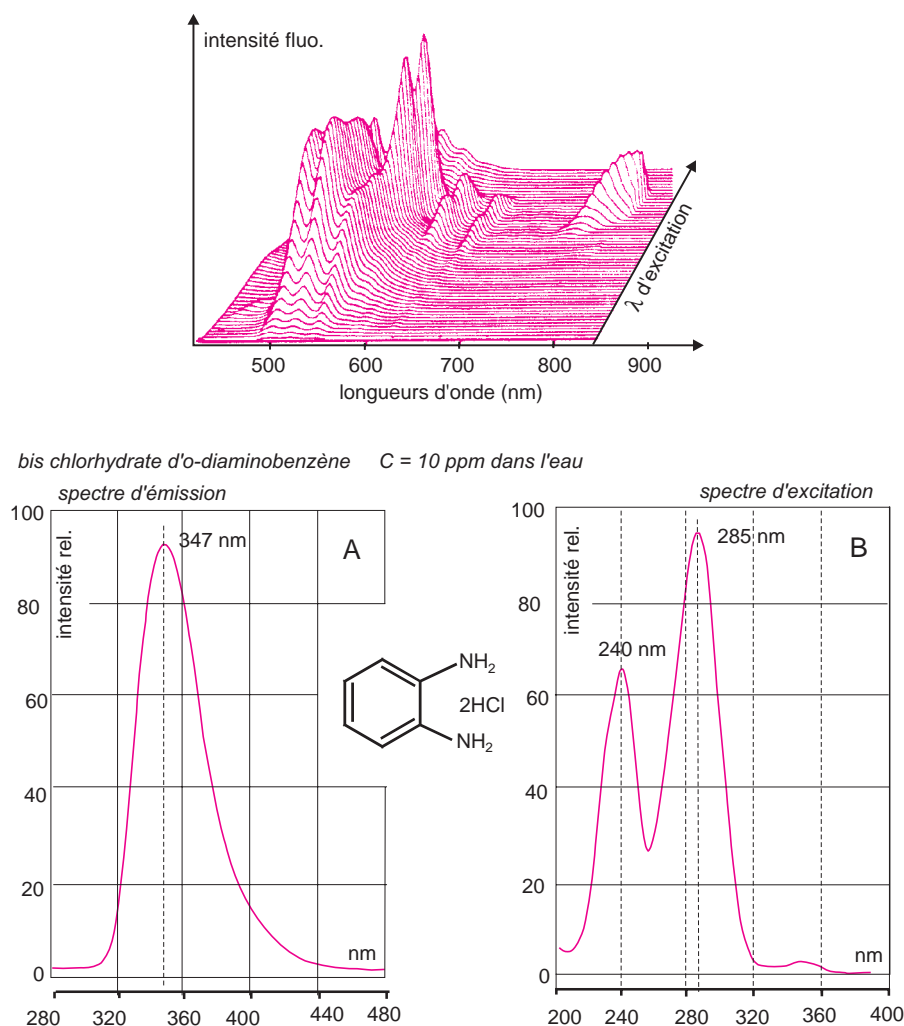 intensité fluo.
λ d'excitation
500 600 700 800 900
longueurs d'onde (nm)
bis chlorhydrate d'o-diaminobenzène C = 10 ppm dans l'eau
spectre d'émission
100
80
60
40
20
0
intensité rel.
347 nm
A
nm
280 320 360 400 440 480
NH2
2HCl
NH2
spectre d'excitation
100
80
60
40
20
0
intensité rel.
240 nm
285 nm
B
nm
200 240 280 320 360 400